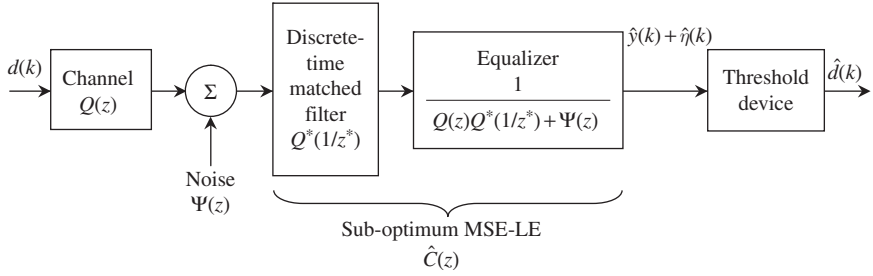 d(k)
Channel
Q(z)
Σ
Noise
Ψ(z)
Discrete-
time
matched
filter
Q*(1/z*)
Equalizer
1
Q(z)Q*(1/z*)+Ψ(z)
ŷ(k)+η̂(k)
Threshold
device
d̂(k)
Sub-optimum MSE-LE
Ĉ(z)